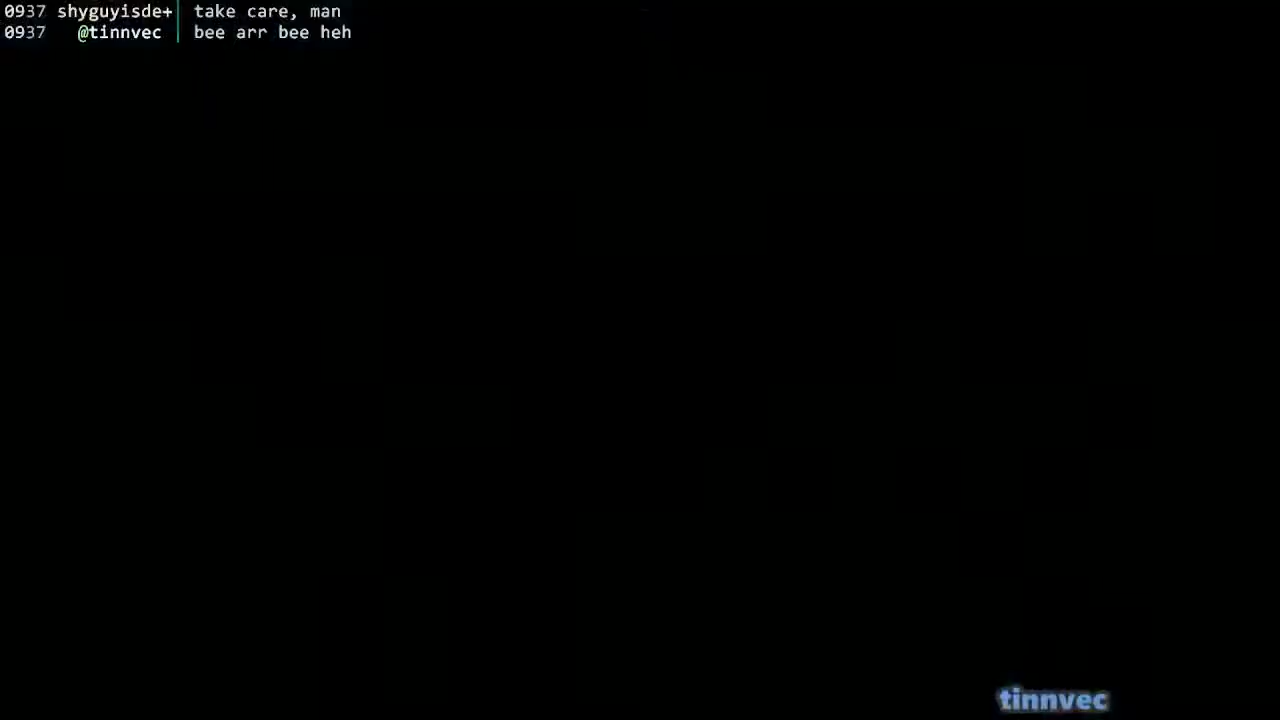 0937 shyguyisde+ | take care, man
0937 @tinnvec | bee arr bee heh
tinnvec